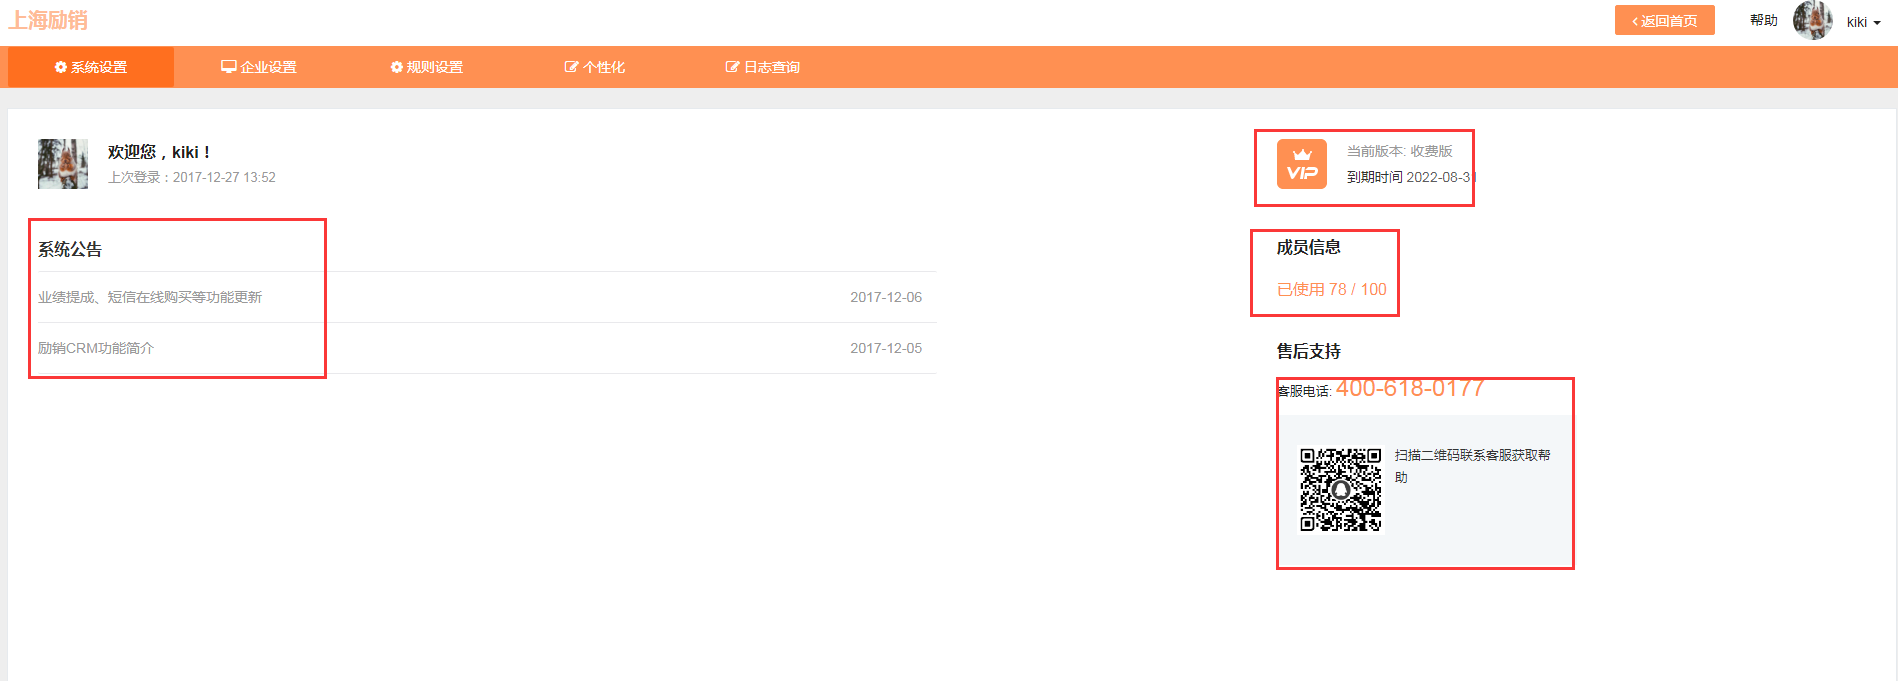 上海励销
返回首页
帮助
kiki
系统设置
企业设置
规则设置
个性化
日志查询
欢迎您，kiki！
上次登录：2017-12-27 13:52
VIP
当前版本: 收费版
到期时间 2022-08-31
系统公告
业绩提成、短信在线购买等功能更新 2017-12-06
励销CRM功能简介 2017-12-05
成员信息
已使用 78 / 100
售后支持
客服电话: 400-618-0177
扫描二维码联系客服获取帮
助